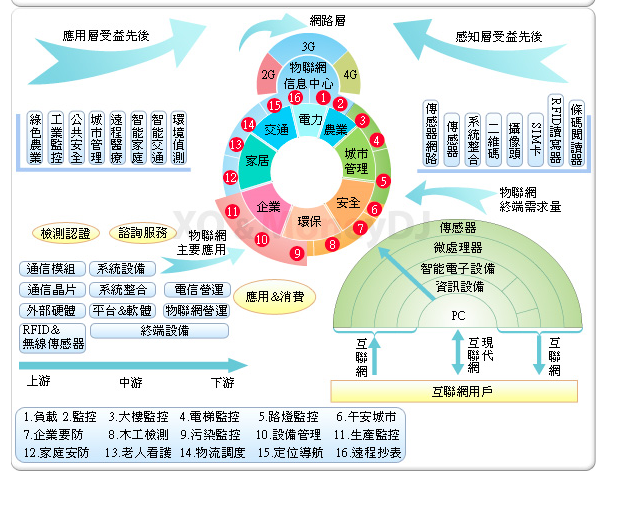 網路層
應用層受益先後
感知層受益先後
3G
2G
4G
物聯網
信息中心
綠色農業
工業監控
公共安全
城市管理
遠程醫療
智能家庭
智能交通
環境偵測
傳感器網路
傳感器
系統整合
二維碼
攝像頭
SIM卡
RFID讀寫器
條碼閱讀器
電力
農業
城市
管理
安全
環保
企業
家居
交通
1
2
3
4
5
6
7
8
9
10
11
12
13
14
15
16
物聯網
終端需求量
檢測認證
諮詢服務
物聯網
主要應用
通信模組
系統設備
通信晶片
系統整合
電信營運
外部硬體
平台&軟體
物聯網營運
RFID&
無線傳感器
終端設備
應用&消費
上游
中游
下游
傳感器
微處理器
智能電子設備
資訊設備
PC
互聯網
現代
互聯網
互聯網
互聯網用戶
1.負載 2.監控 3.大樓監控 4.電梯監控 5.路燈監控 6.午安城市
7.企業要防 8.木工檢測 9.污染監控 10.設備管理 11.生產監控
12.家庭安防 13.老人看護 14.物流調度 15.定位導航 16.遠程抄表